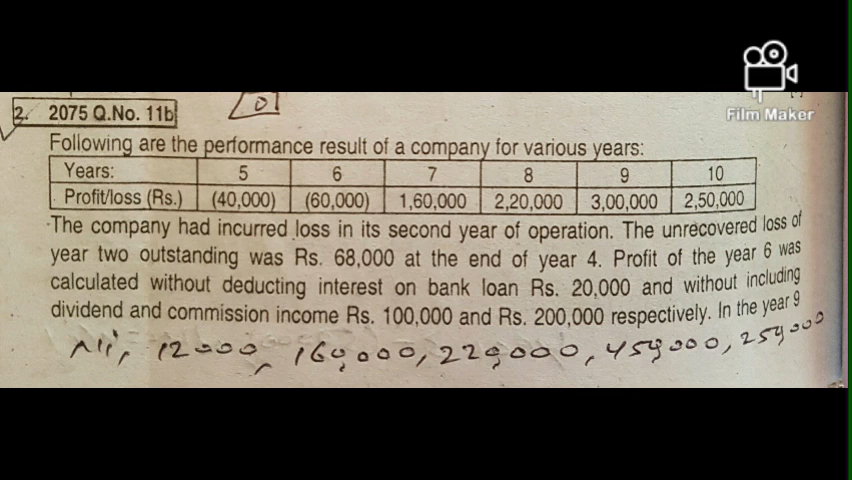 Film Maker
2. 2075 Q.No. 11b
Following are the performance result of a company for various years:
Years: 5 6 7 8 9 10
Profit/loss (Rs.) (40,000) (60,000) 1,60,000 2,20,000 3,00,000 2,50,000
The company had incurred loss in its second year of operation. The unrecovered loss of
year two outstanding was Rs. 68,000 at the end of year 4. Profit of the year 6 was
calculated without deducting interest on bank loan Rs. 20,000 and without including
dividend and commission income Rs. 100,000 and Rs. 200,000 respectively. In the year 9
Nil, 12000, 160,000, 220,000, 459000, 259000